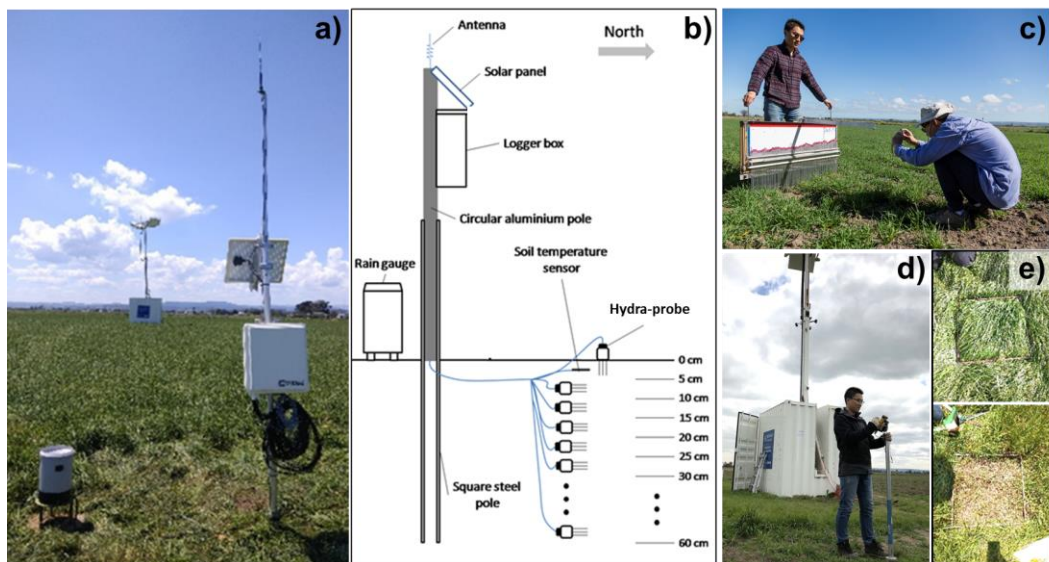 a)
b)
Antenna
North
Solar panel
Logger box
Circular aluminium pole
Soil temperature
sensor
Rain gauge
Hydra-probe
0 cm
5 cm
10 cm
15 cm
20 cm
25 cm
30 cm
Square steel
pole
60 cm
c)
d)
e)